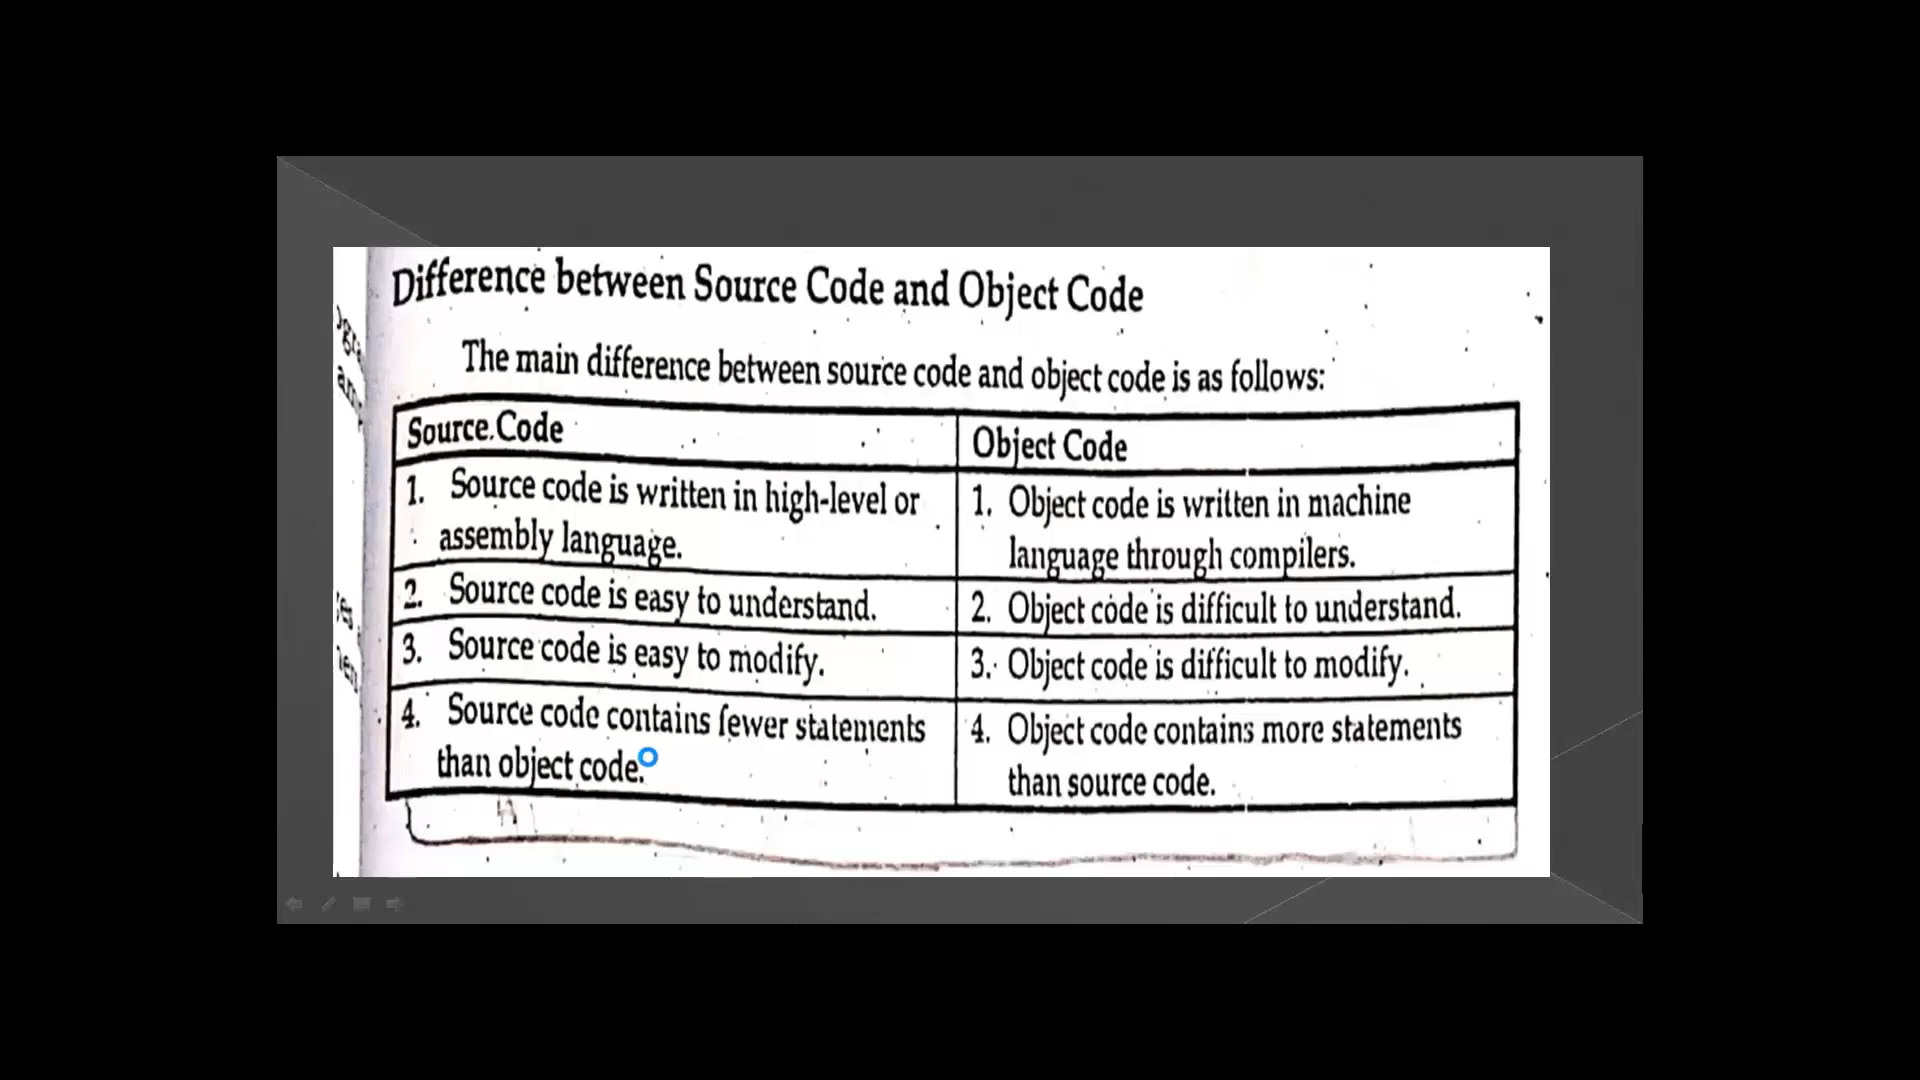 Difference between Source Code and Object Code
The main difference between source code and object code is as follows:
Source Code
Object Code
1. Source code is written in high-level or
assembly language.
1. Object code is written in machine
language through compilers.
2. Source code is easy to understand.
2. Object code is difficult to understand.
3. Source code is easy to modify.
3. Object code is difficult to modify.
4. Source code contains fewer statements
than object code.
4. Object code contains more statements
than source code.